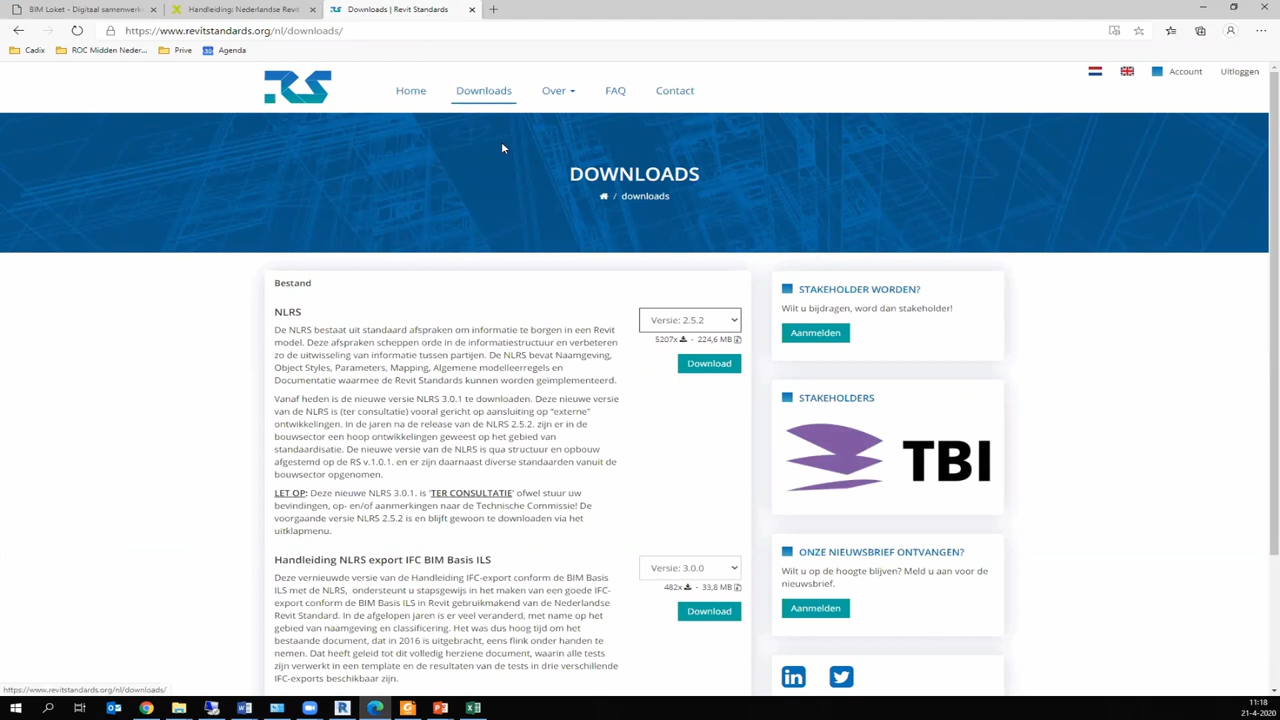 BIM Loket - Digitaal samenwerk
Handleiding: Nederlandse Revit
Downloads | Revit Standards
https://www.revitstandards.org/nl/downloads/
Cadix
ROC Midden Neder...
Prive
Agenda
RS
Home
Downloads
Over
FAQ
Contact
Account
Uitloggen
DOWNLOADS
/ downloads
Bestand
NLRS
De NLRS bestaat uit standaard afspraken om informatie te borgen in een Revit
model. Deze afspraken scheppen orde in de informatiestructuur en verbeteren
zo de uitwisseling van informatie tussen partijen. De NLRS bevat Naamgeving,
Object Styles, Parameters, Mapping, Algemene modelleerregels en
Documentatie waarmee de Revit Standards kunnen worden geïmplementeerd.
Vanaf heden is de nieuwe versie NLRS 3.0.1 te downloaden. Deze nieuwe versie
van de NLRS is (ter consultatie) vooral gericht op aansluiting op "externe"
ontwikkelingen. In de jaren na de release van de NLRS 2.5.2. zijn er in de
bouwsector een hoop ontwikkelingen geweest op het gebied van
standaardisatie. De nieuwe versie van de NLRS is qua structuur en opbouw
afgestemd op de RS v.1.0.1. en er zijn daarnaast diverse standaarden vanuit de
bouwsector opgenomen.
LET OP: Deze nieuwe NLRS 3.0.1. is 'TER CONSULTATIE' ofwel stuur uw
bevindingen, op- en/of aanmerkingen naar de Technische Commissie! De
voorgaande versie NLRS 2.5.2 is en blijft gewoon te downloaden via het
uitklapmenu.
Versie: 2.5.2
5207x - 224,6 MB
Download
Handleiding NLRS export IFC BIM Basis ILS
Deze vernieuwde versie van de Handleiding IFC-export conform de BIM Basis
ILS met de NLRS, ondersteunt u stapsgewijs in het maken van een goede IFC-
export conform de BIM Basis ILS in Revit gebruikmakend van de Nederlandse
Revit Standard. In de afgelopen jaren is er veel veranderd, met name op het
gebied van naamgeving en classificering. Het was dus hoog tijd om het
bestaande document, dat in 2016 is uitgebracht, eens flink onder handen te
nemen. Dat heeft geleid tot dit volledig herziene document, waarin alle tests
zijn verwerkt in een template en de resultaten van de tests in drie verschillende
IFC-exports beschikbaar zijn.
Versie: 3.0.0
482x - 33,8 MB
Download
STAKEHOLDER WORDEN?
Wilt u bijdragen, word dan stakeholder!
Aanmelden
STAKEHOLDERS
TBI
ONZE NIEUWSBRIEF ONTVANGEN?
Wilt u op de hoogte blijven? Meld u aan voor de
nieuwsbrief.
Aanmelden
https://www.revitstandards.org/nl/downloads/
11:18
21-4-2020